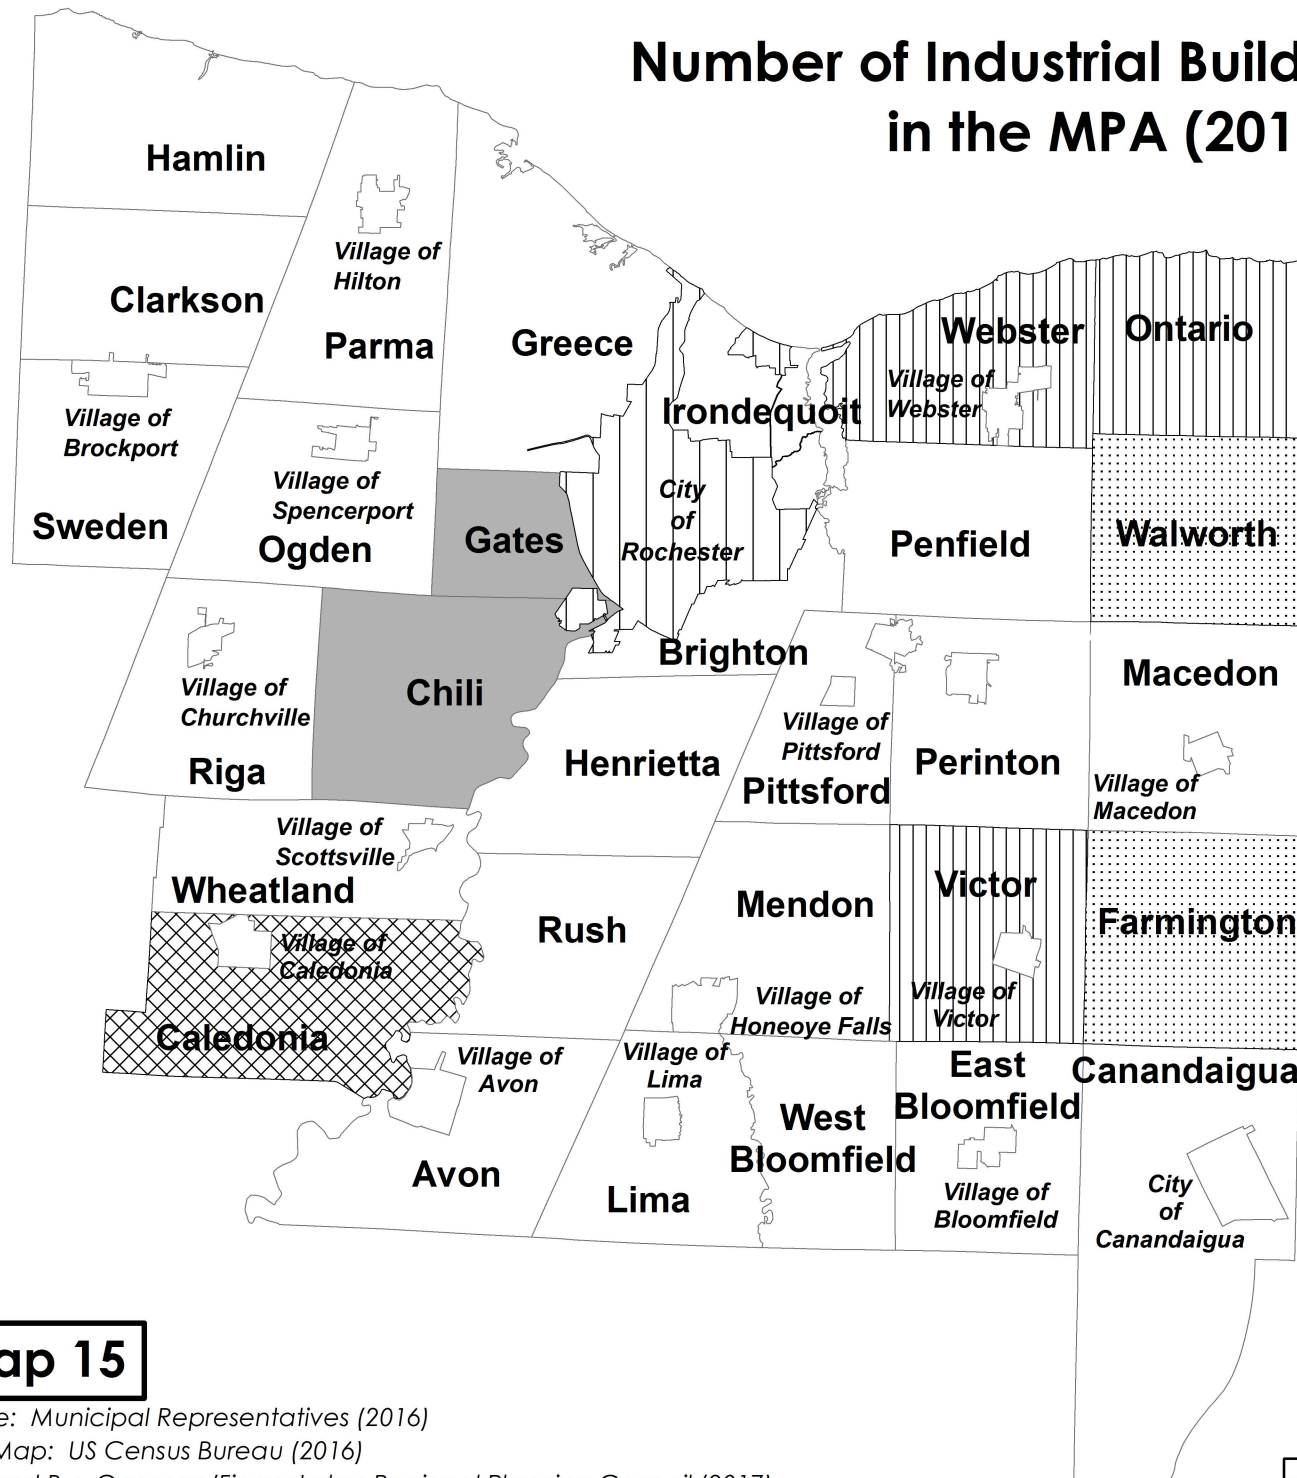 Number of Industrial Build
in the MPA (201
Hamlin
Village of
Hilton
Clarkson
Parma
Greece
Webster
Ontario
Village of
Webster
Irondequoit
Village of
Brockport
Village of
Spencerport
City
of
Rochester
Sweden
Ogden
Gates
Penfield
Walworth
Brighton
Macedon
Village of
Churchville
Chili
Village of
Pittsford
Riga
Henrietta
Pittsford
Perinton
Village of
Macedon
Village of
Scottsville
Wheatland
Victor
Mendon
Rush
Farmington
Village of
Caledonia
Village of
Honeoye Falls
Village of
Victor
Caledonia
Village of
Avon
Village of
Lima
East
Bloomfield
Canandaigua
West
Bloomfield
Avon
Lima
Village of
Bloomfield
City
of
Canandaigua
ap 15
e: Municipal Representatives (2016)
Map: US Census Bureau (2016)